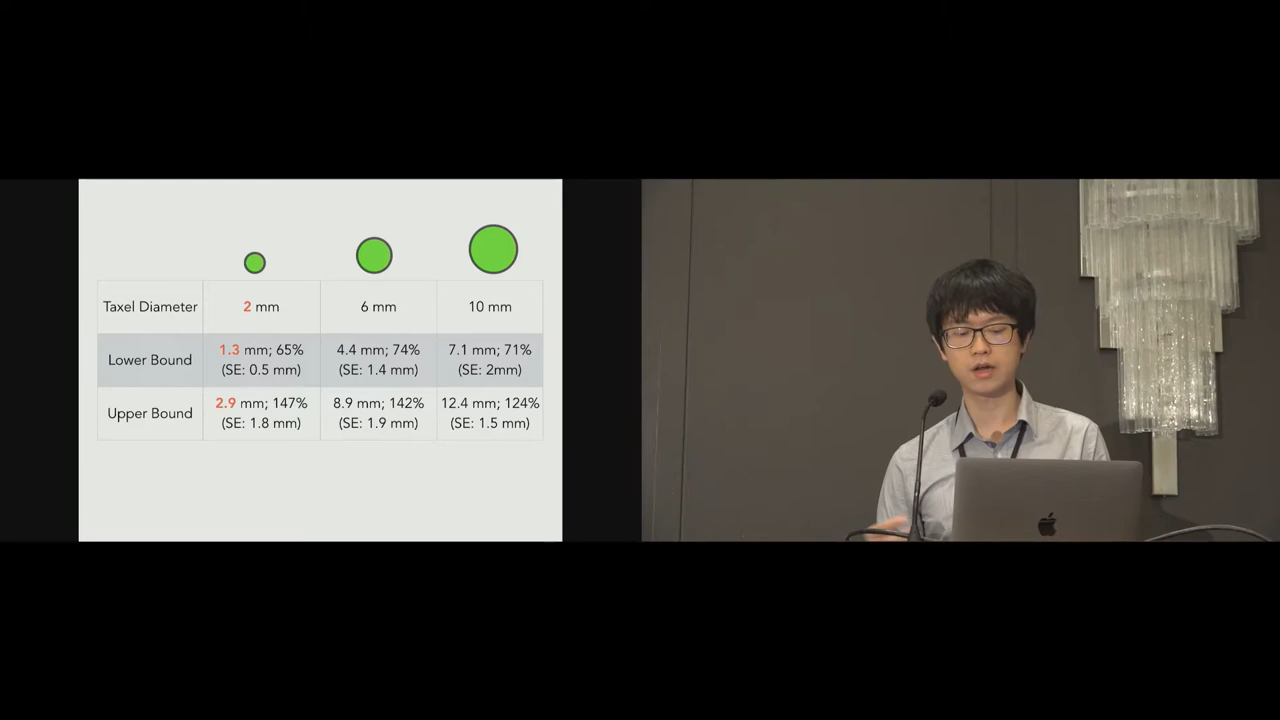 Taxel Diameter 2 mm 6 mm 10 mm
Lower Bound 1.3 mm; 65% 4.4 mm; 74% 7.1 mm; 71%
(SE: 0.5 mm) (SE: 1.4 mm) (SE: 2mm)
Upper Bound 2.9 mm; 147% 8.9 mm; 142% 12.4 mm; 124%
(SE: 1.8 mm) (SE: 1.9 mm) (SE: 1.5 mm)